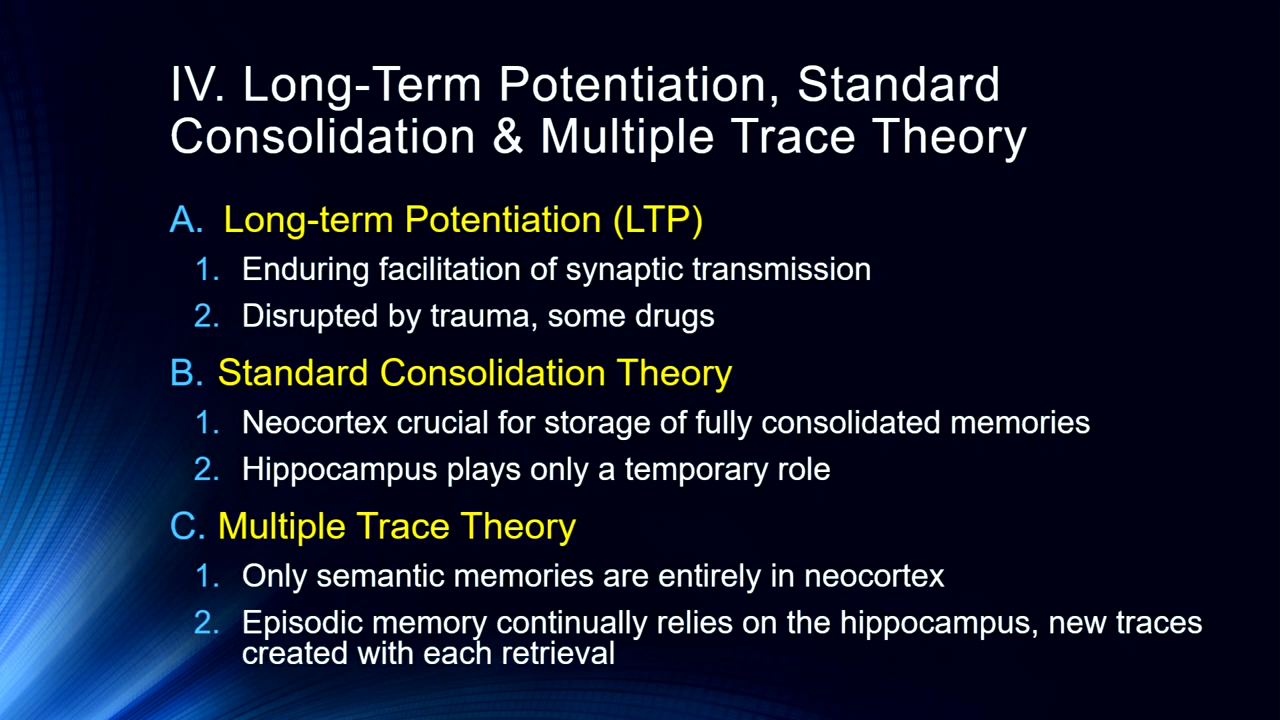 IV. Long-Term Potentiation, Standard
Consolidation & Multiple Trace Theory
A. Long-term Potentiation (LTP)
1. Enduring facilitation of synaptic transmission
2. Disrupted by trauma, some drugs
B. Standard Consolidation Theory
1. Neocortex crucial for storage of fully consolidated memories
2. Hippocampus plays only a temporary role
C. Multiple Trace Theory
1. Only semantic memories are entirely in neocortex
2. Episodic memory continually relies on the hippocampus, new traces
created with each retrieval